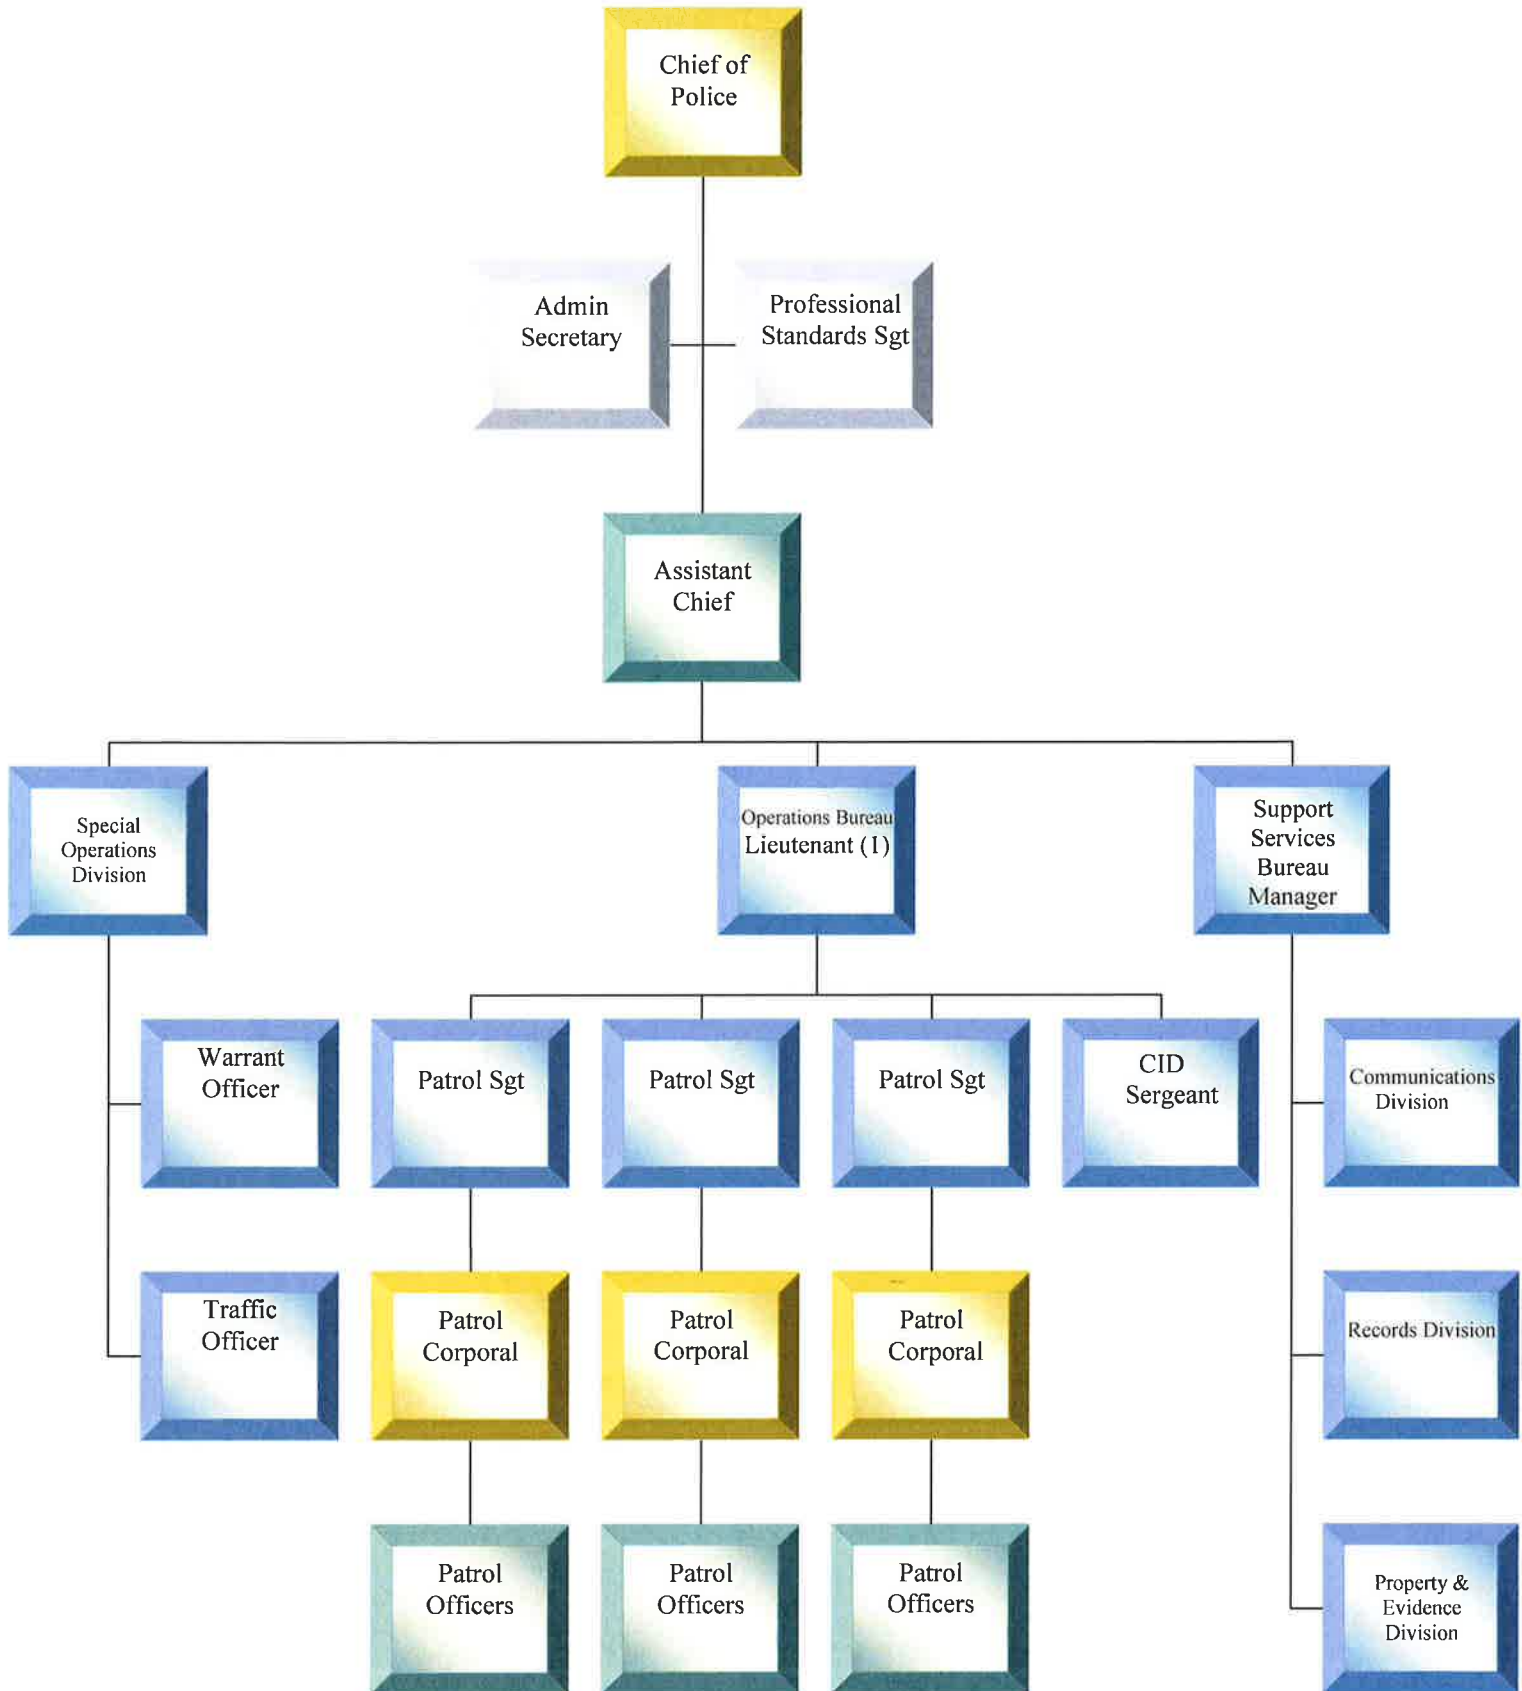 Chief of
Police
Admin
Secretary
Professional
Standards Sgt
Assistant
Chief
Special
Operations
Division
Operations Bureau
Lieutenant (1)
Support
Services
Bureau
Manager
Warrant
Officer
Patrol Sgt
Patrol Sgt
Patrol Sgt
CID
Sergeant
Communications
Division
Traffic
Officer
Patrol
Corporal
Patrol
Corporal
Patrol
Corporal
Records Division
Patrol
Officers
Patrol
Officers
Patrol
Officers
Property &
Evidence
Division